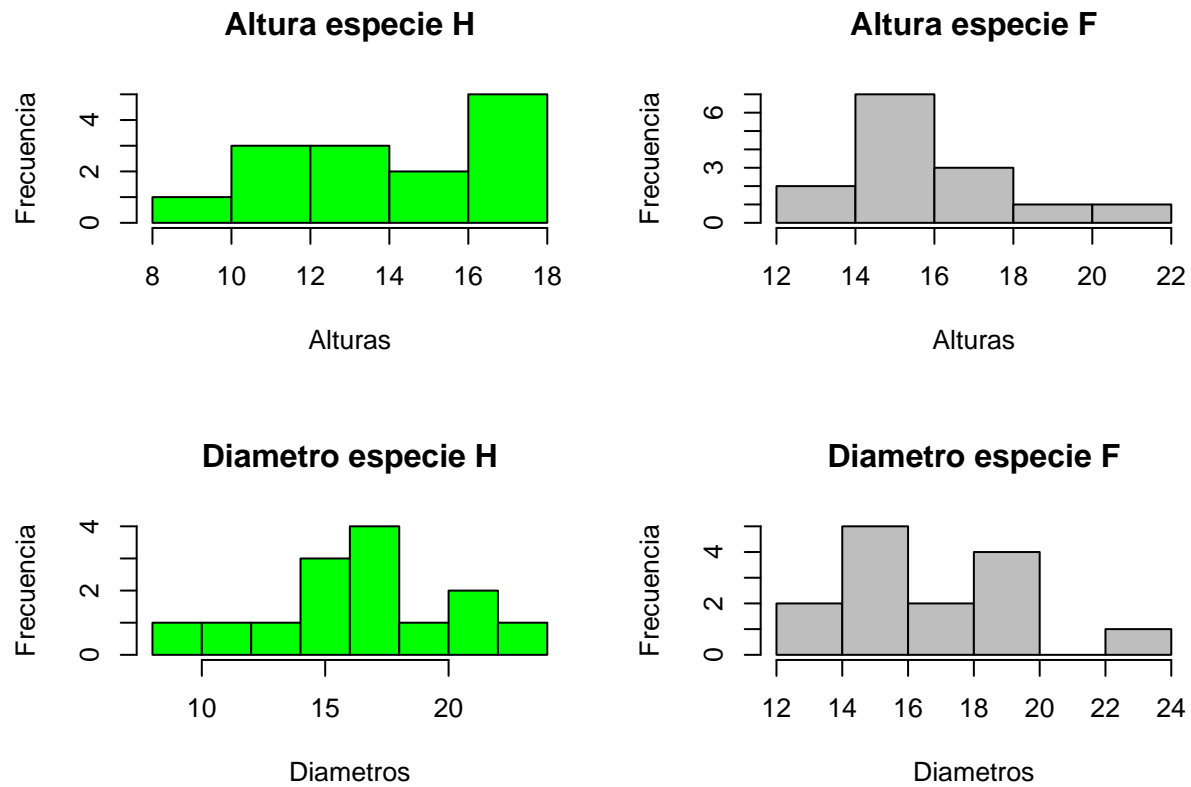 Altura especie H
Frecuencia
0 2 4
8 10 12 14 16 18
Alturas
Altura especie F
Frecuencia
0 3 6
12 14 16 18 20 22
Alturas
Diametro especie H
Frecuencia
0 2 4
10 15 20
Diametros
Diametro especie F
Frecuencia
0 2 4
12 14 16 18 20 22 24
Diametros